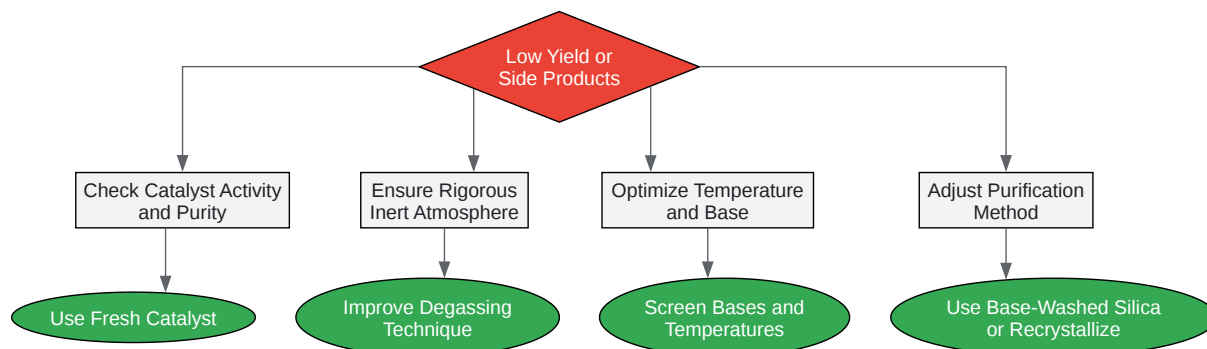 Low Yield or
Side Products
Check Catalyst Activity
and Purity
Ensure Rigorous
Inert Atmosphere
Optimize Temperature
and Base
Adjust Purification
Method
Use Fresh Catalyst
Improve Degassing
Technique
Screen Bases and
Temperatures
Use Base-Washed Silica
or Recrystallize